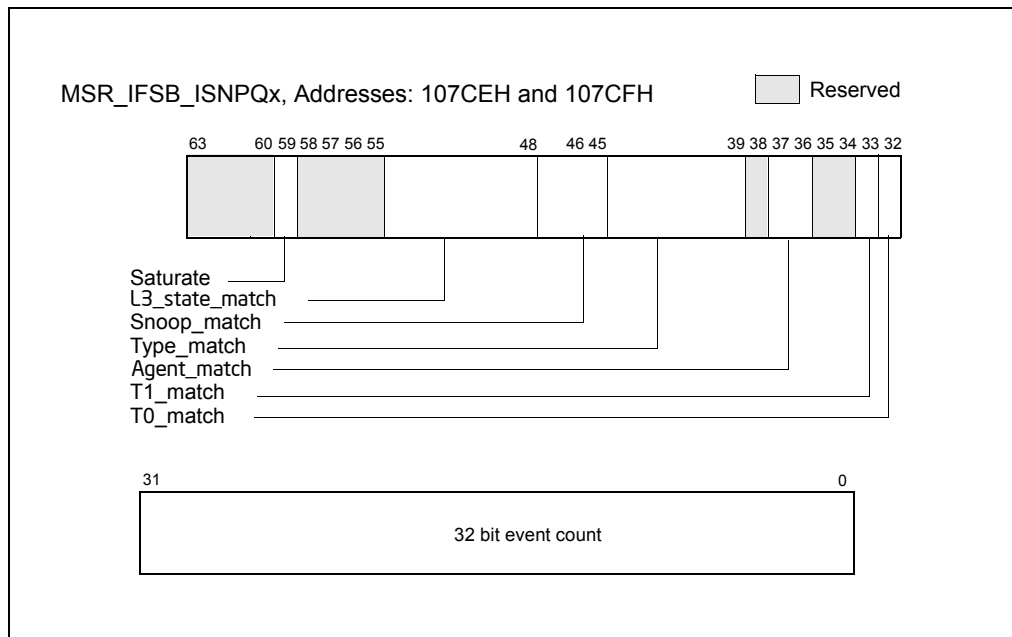 MSR_IFSB_ISNPQx, Addresses: 107CEH and 107CFH
Reserved
63 60 59 58 57 56 55 48 46 45 39 38 37 36 35 34 33 32
Saturate
L3_state_match
Snoop_match
Type_match
Agent_match
T1_match
T0_match
31 0
32 bit event count